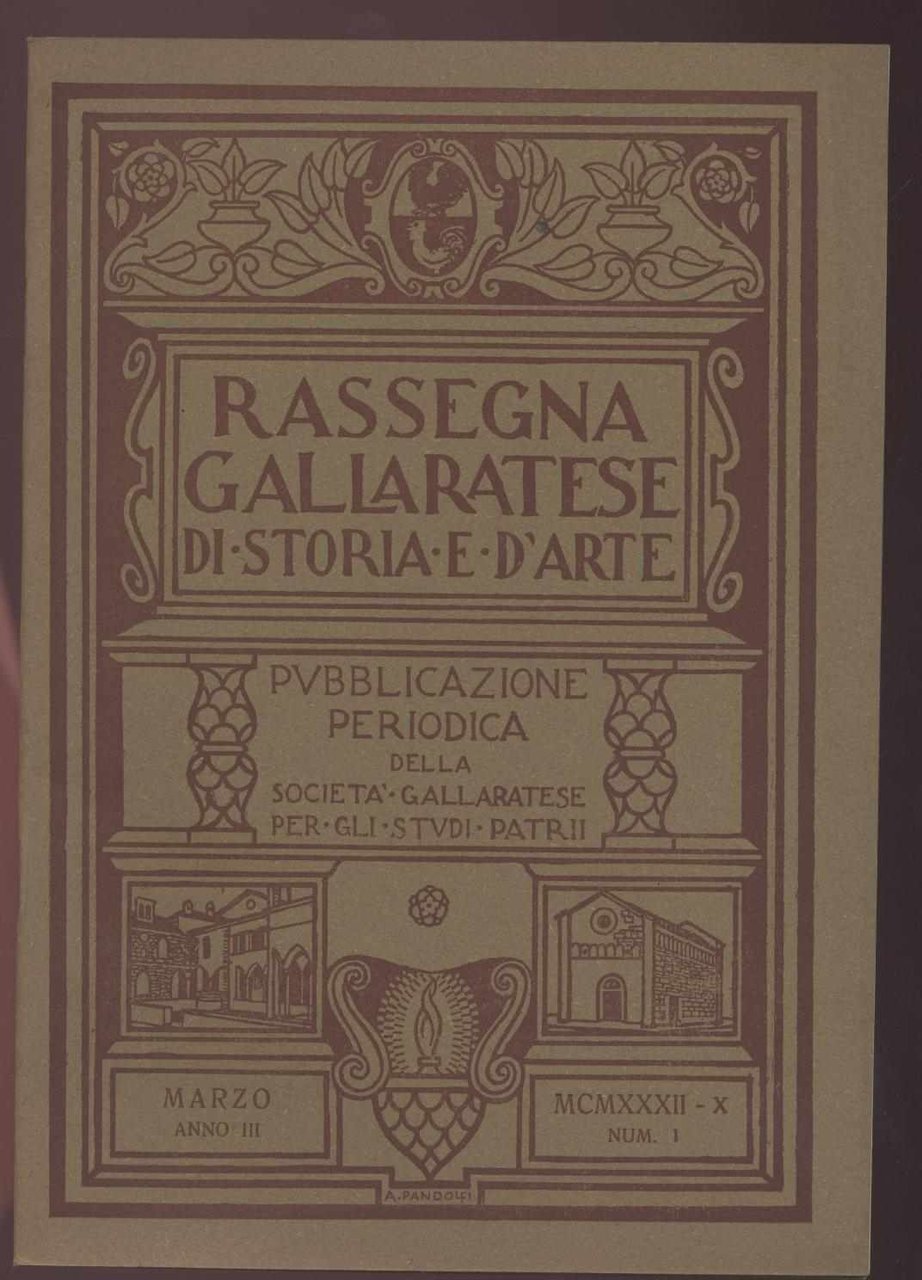 RASSEGNA
GALLARATESE
DI·STORIA·E·D'ARTE
PVBBLICAZIONE
PERIODICA
DELLA
SOCIETA'·GALLARATESE
PER·GLI·STVDI·PATRII
MARZO
ANNO III
MCMXXXII - X
NUM. 1
A. PANDOLFI